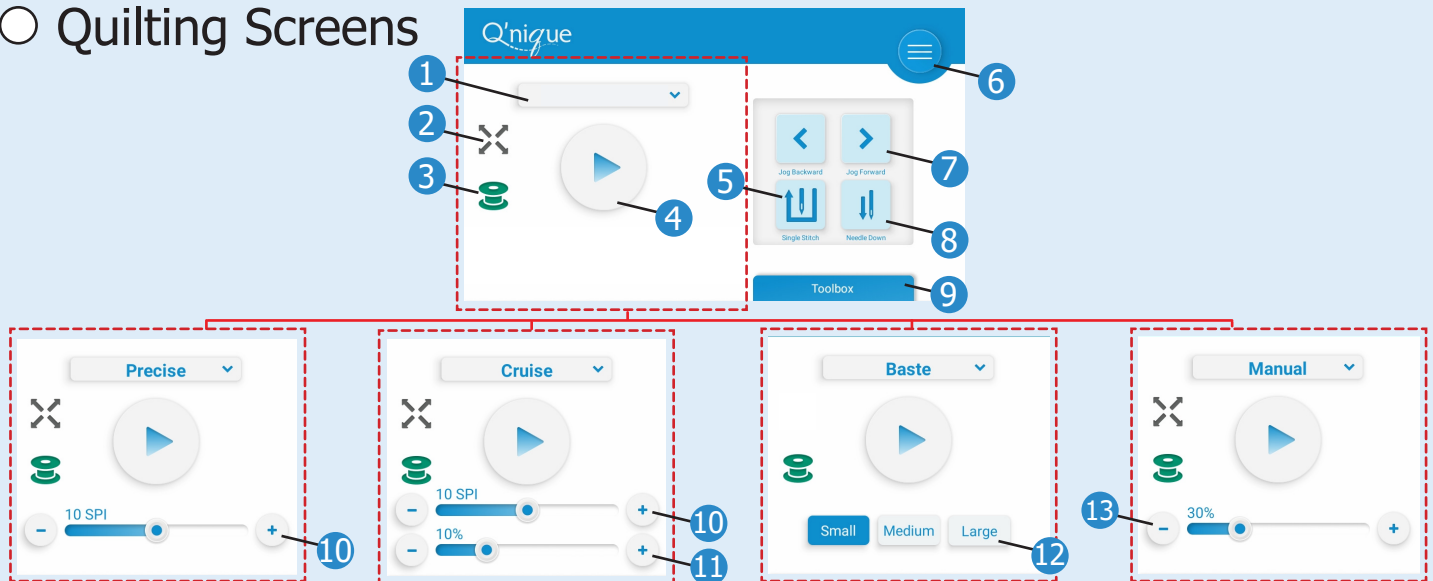 Quilting Screens
Q'nique
1
2
3
4
5
6
7
8
9
Jog Backward
Jog Forward
Single Stitch
Needle Down
Toolbox
Precise
10 SPI
10
Cruise
10 SPI
10
10%
11
Baste
Small Medium Large
12
Manual
13
30%